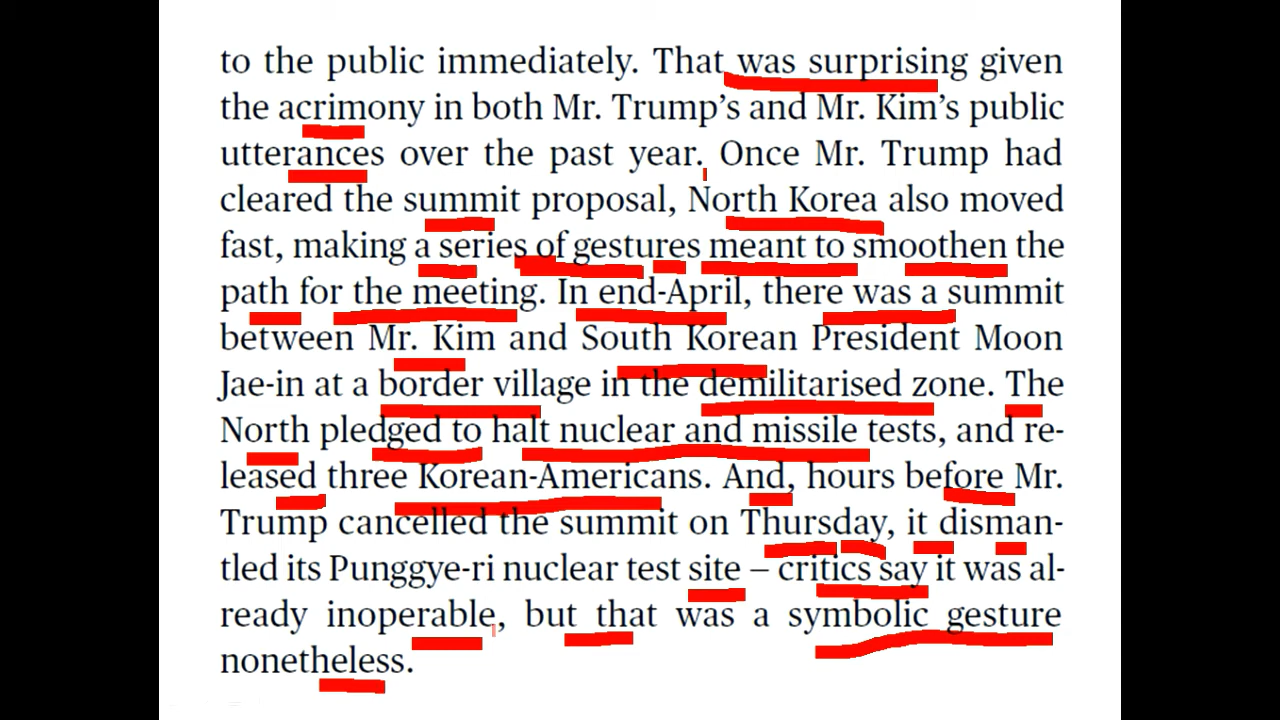 to the public immediately. That was surprising given
the acrimony in both Mr. Trump’s and Mr. Kim’s public
utterances over the past year. Once Mr. Trump had
cleared the summit proposal, North Korea also moved
fast, making a series of gestures meant to smoothen the
path for the meeting. In end-April, there was a summit
between Mr. Kim and South Korean President Moon
Jae-in at a border village in the demilitarised zone. The
North pledged to halt nuclear and missile tests, and re-
leased three Korean-Americans. And, hours before Mr.
Trump cancelled the summit on Thursday, it disman-
tled its Punggye-ri nuclear test site – critics say it was al-
ready inoperable, but that was a symbolic gesture
nonetheless.